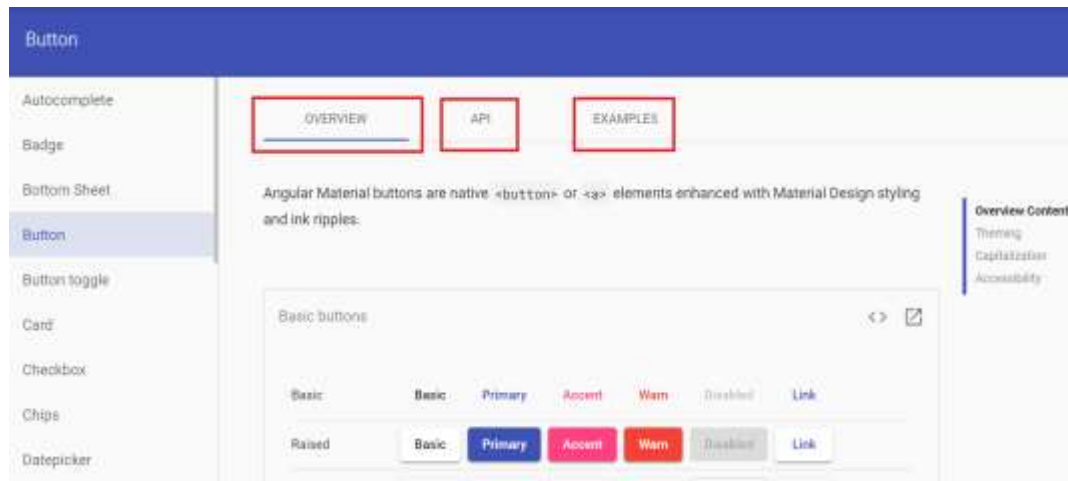 Button
Autocomplete
Badge
Bottom Sheet
Button
Button toggle
Card
Checkbox
Chips
Datepicker
OVERVIEW API EXAMPLES
Angular Material buttons are native <button> or <a> elements enhanced with Material Design styling
and ink ripples.
Basic buttons <>
Basic Basic Primary Accent Warn Disabled Link
Raised Basic Primary Accent Warn Disabled Link
Overview Content
Theming
Capitalization
Accessibility